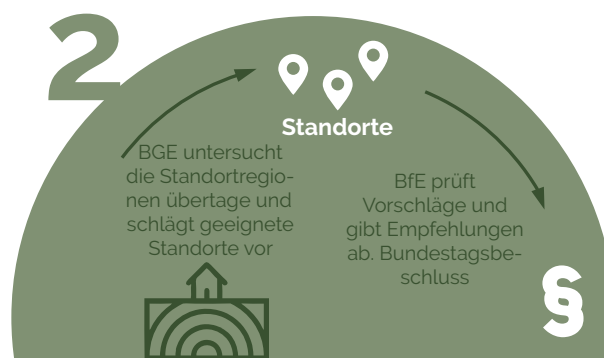 2
Standorte
BGE untersucht
die Standortregio-
nen übertage und
schlägt geeignete
Standorte vor
BfE prüft
Vorschläge und
gibt Empfehlungen
ab. Bundestagsbe-
schluss
§